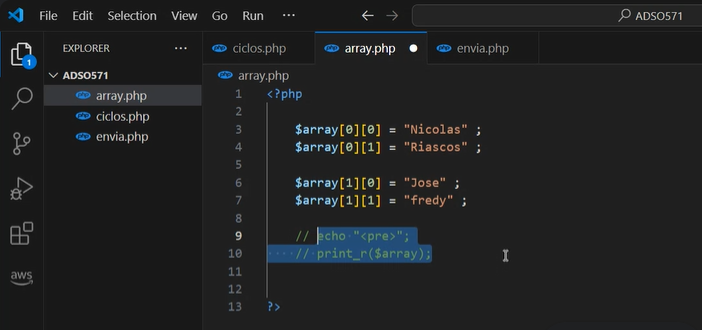 File Edit Selection View Go Run ··· ← → ADSO571
EXPLORER ···
ciclos.php array.php ● envia.php
ADSO571
array.php
ciclos.php
envia.php
1
aws
php array.php
1 <?php
2
3 $array[0][0] = "Nicolas" ;
4 $array[0][1] = "Riascos" ;
5
6 $array[1][0] = "Jose" ;
7 $array[1][1] = "fredy" ;
8
9 // echo "<pre>";
10 // print_r($array);
11
12
13 ?>